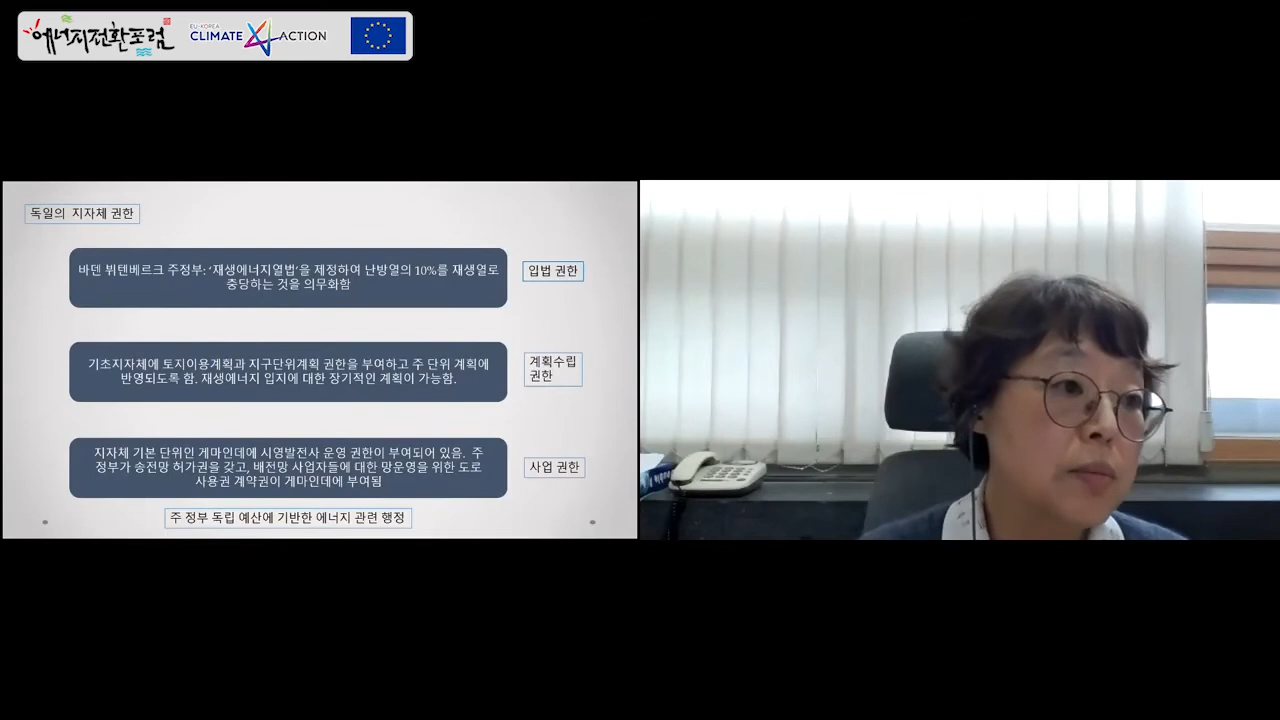 에너지전환포럼
EU-KOREA
CLIMATE ACTION
독일의 지자체 권한
바덴 뷔텐베르크 주정부: ‘재생에너지열법’을 제정하여 난방열의 10%를 재생열로
충당하는 것을 의무화함
입법 권한
기초지자체에 토지이용계획과 지구단위계획 권한을 부여하고 주 단위 계획에
반영되도록 함. 재생에너지 입지에 대한 장기적인 계획이 가능함.
계획수립
권한
지자체 기본 단위인 게마인데에 시영발전사 운영 권한이 부여되어 있음. 주
정부가 송전망 허가권을 갖고, 배전망 사업자들에 대한 망운영을 위한 도로
사용권 계약권이 게마인데에 부여됨
사업 권한
주 정부 독립 예산에 기반한 에너지 관련 행정